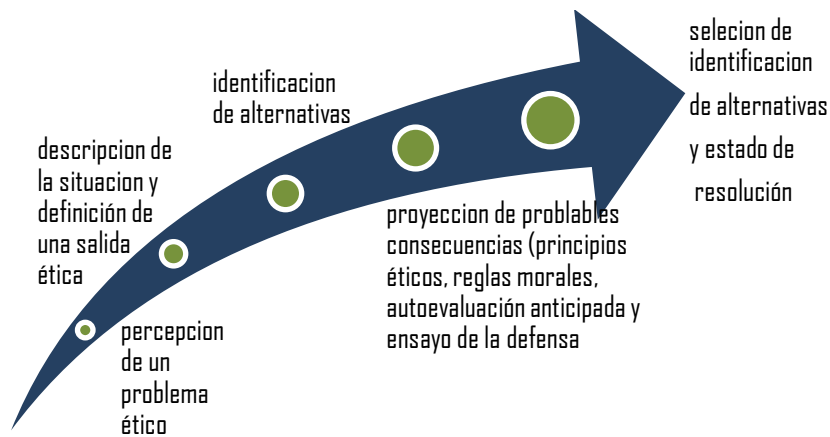 percepcion
de un
problema
ético
descripcion de
la situacion y
definición de
una salida
ética
identificacion
de alternativas
proyeccion de problables
consecuencias (principios
éticos, reglas morales,
autoevaluación anticipada y
ensayo de la defensa
selecion de
identificacion
de alternativas
y estado de
resolución